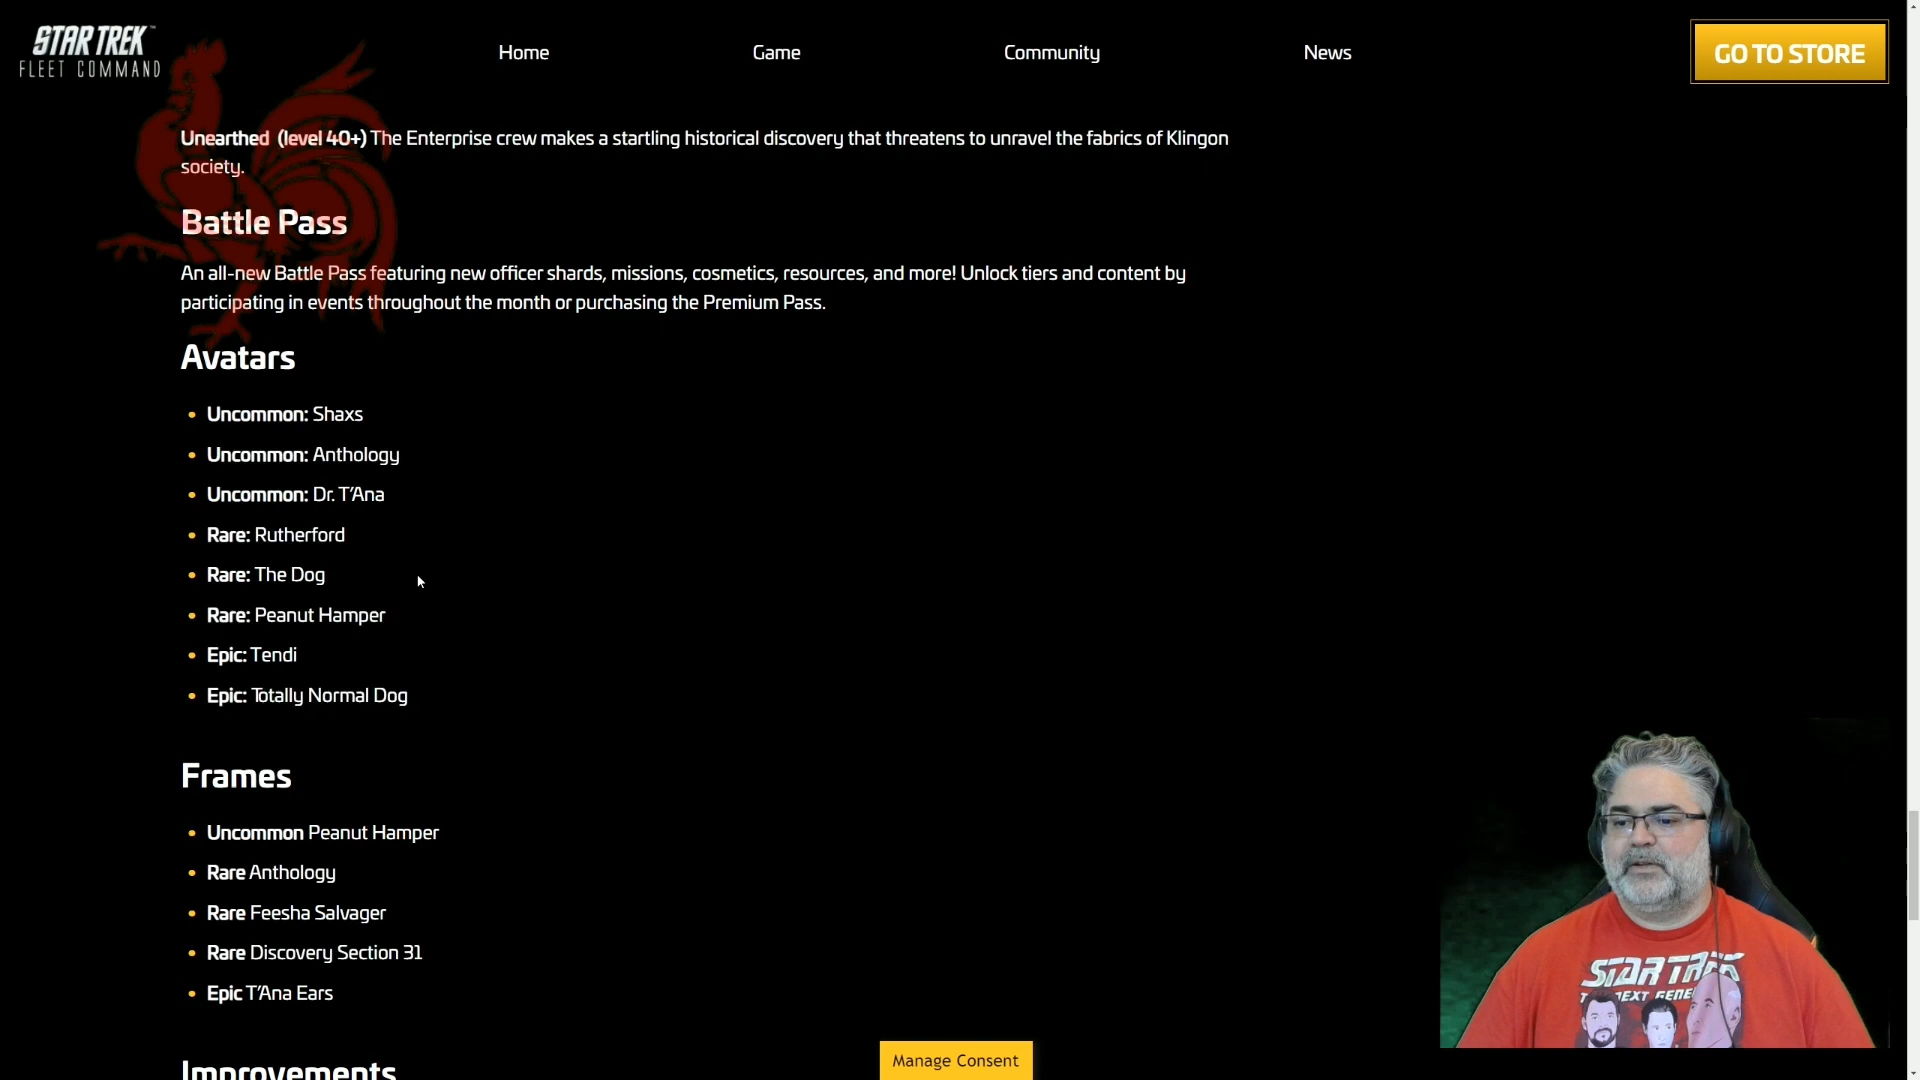 STAR TREK
FLEET COMMAND
Home
Game
Community
News
GO TO STORE
Unearthed (level 40+) The Enterprise crew makes a startling historical discovery that threatens to unravel the fabrics of Klingon
society.
Battle Pass
An all-new Battle Pass featuring new officer shards, missions, cosmetics, resources, and more! Unlock tiers and content by
participating in events throughout the month or purchasing the Premium Pass.
Avatars
• Uncommon: Shaxs
• Uncommon: Anthology
• Uncommon: Dr. T'Ana
• Rare: Rutherford
• Rare: The Dog
• Rare: Peanut Hamper
• Epic: Tendi
• Epic: Totally Normal Dog
Frames
• Uncommon Peanut Hamper
• Rare Anthology
• Rare Feesha Salvager
• Rare Discovery Section 31
• Epic T'Ana Ears
STAR TREK
NEXT GENE
Manage Consent
Improvements